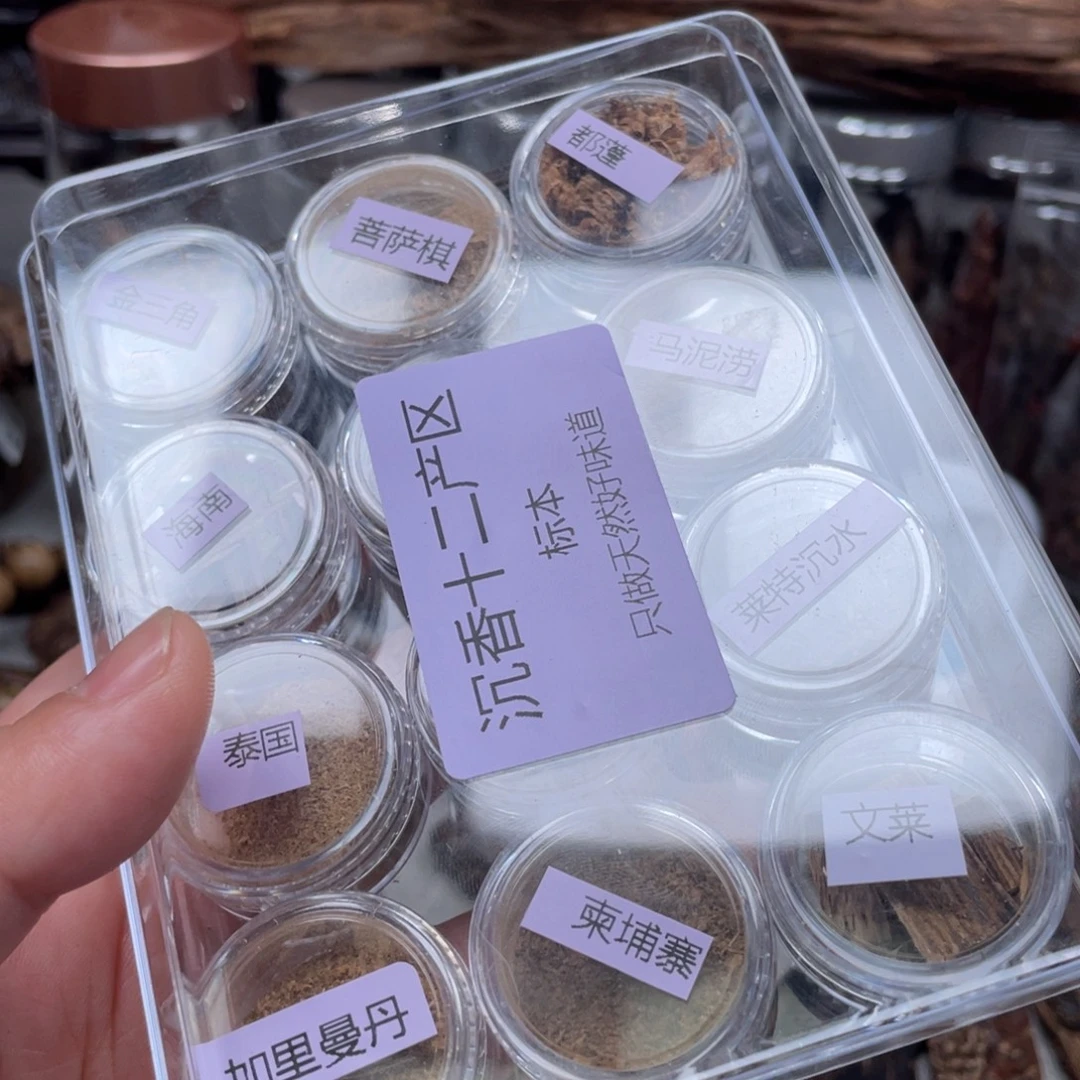 都蓬
菩萨棋
金三角
马泥涝
海南
莱特沉水
沉香十二产区
标本
只做天然好味道
泰国
文莱
柬埔寨
加里曼丹